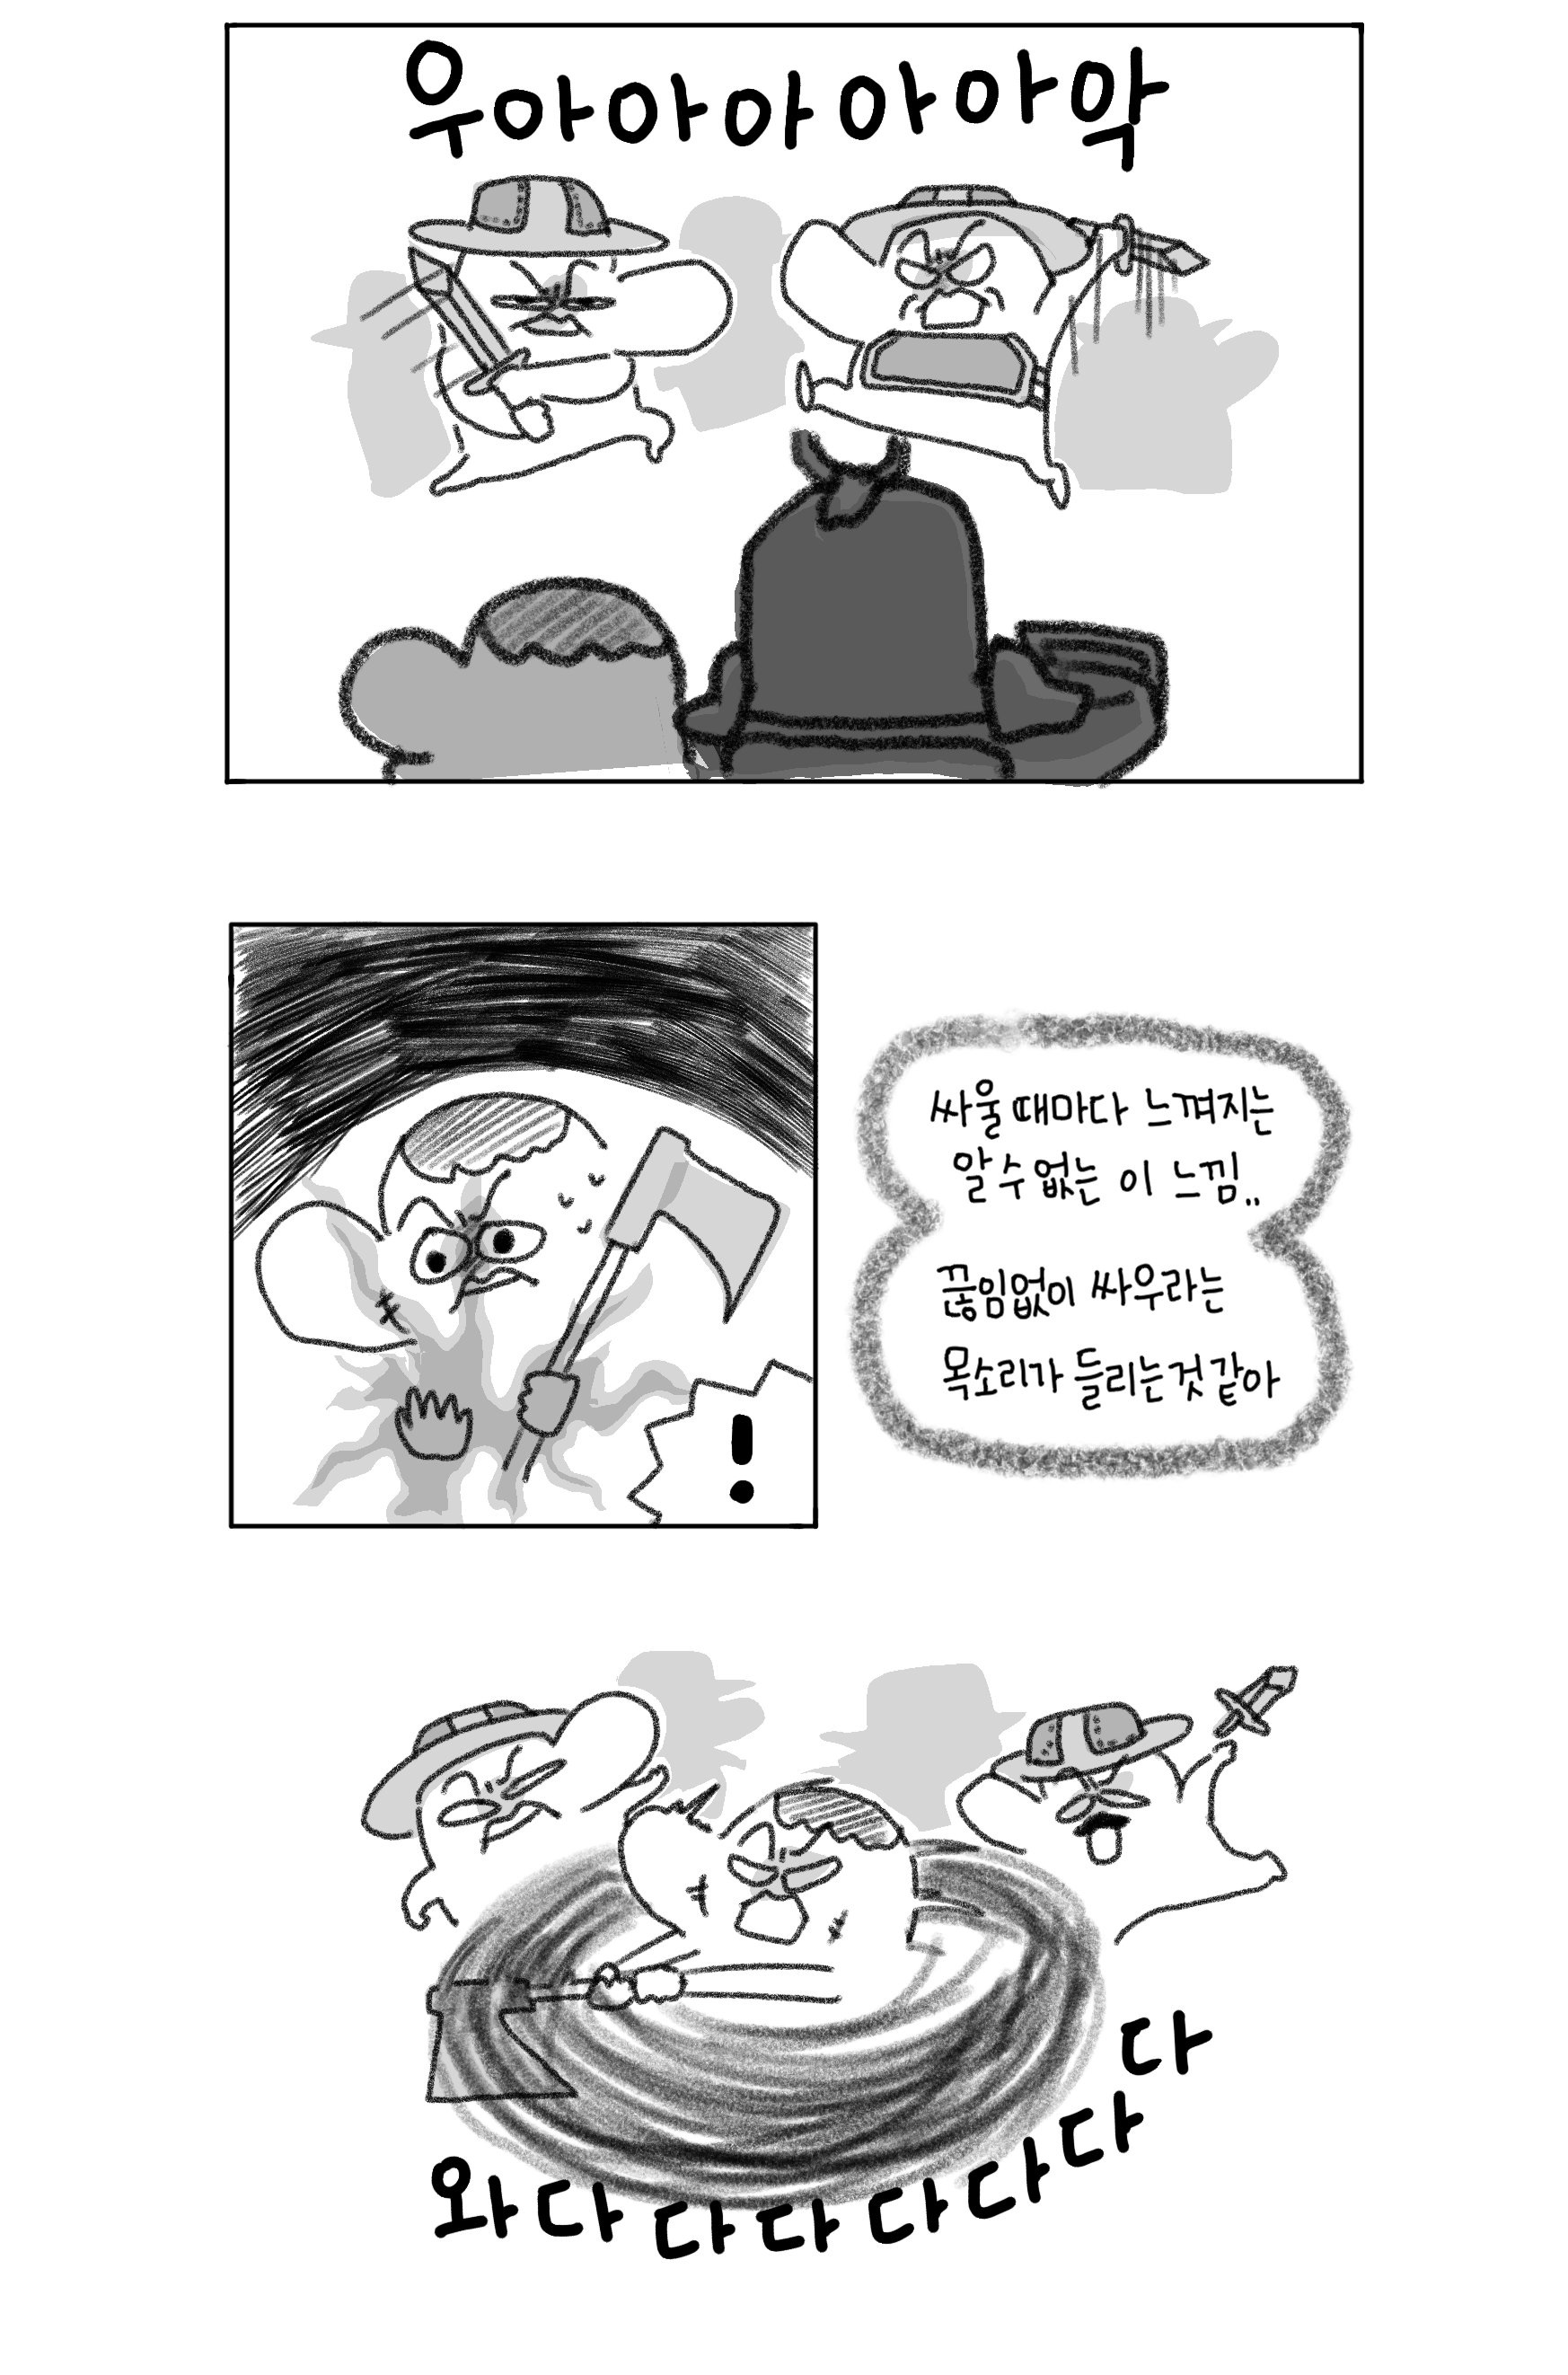 우아아아아아악
싸울 때마다 느껴지는
알 수 없는 이 느낌..
끊임없이 싸우라는
목소리가 들리는것 같아
!
와다다다다다다다